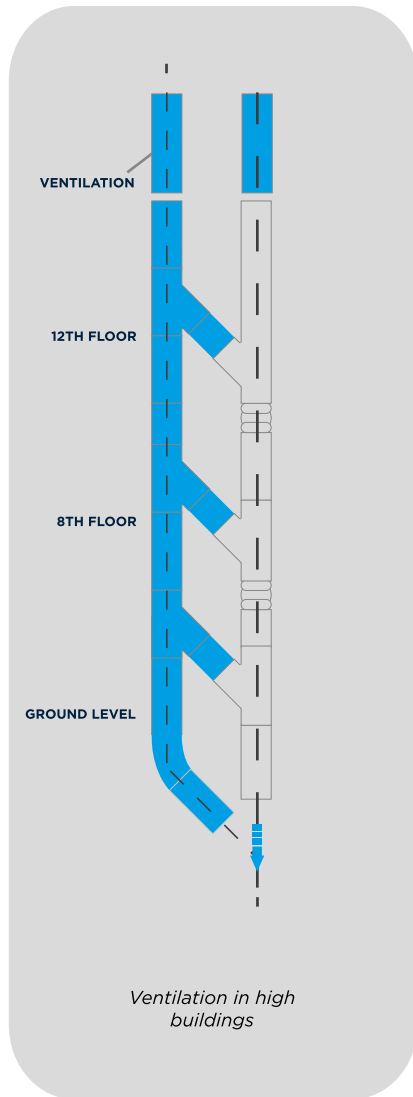 VENTILATION
12TH FLOOR
8TH FLOOR
GROUND LEVEL
Ventilation in high
buildings